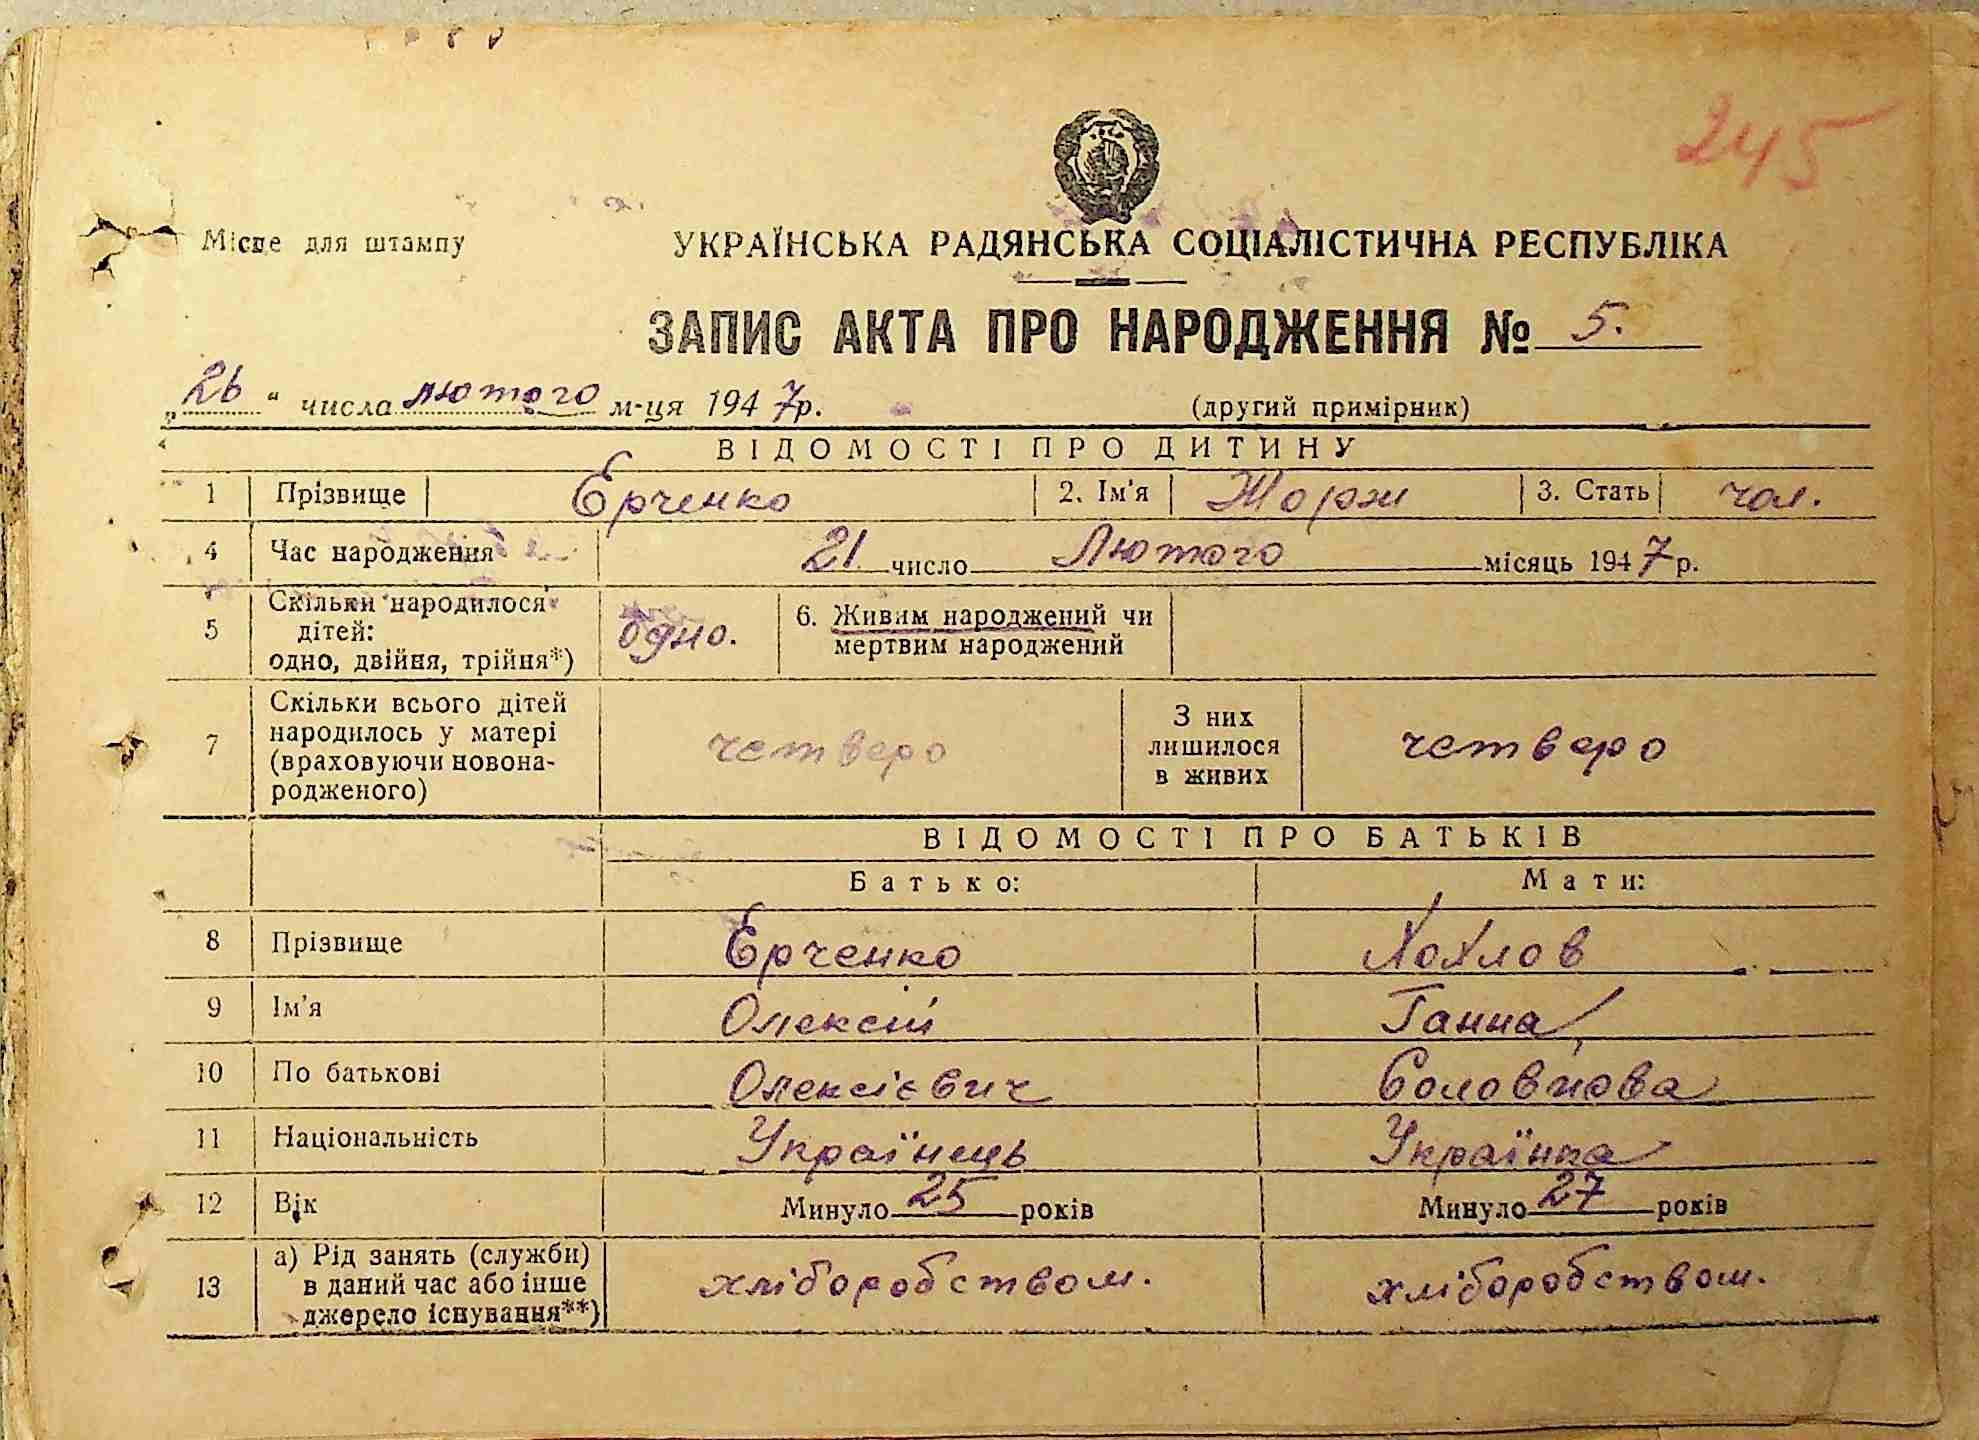 245
Місце для штампу
УКРАЇНСЬКА РАДЯНСЬКА СОЦІАЛІСТИЧНА РЕСПУБЛІКА
ЗАПИС АКТА ПРО НАРОДЖЕННЯ № 5.
„26“ числа лютого м-ця 1947р.
(другий примірник)
ВІДОМОСТІ ПРО ДИТИНУ
1 Прізвище Єрченко 2. Ім'я Жорж 3. Стать чол.
4 Час народження 21 число Лютого місяць 1947 р.
5 Скільки народилося дітей: одно, двійня, трійня*) одно. 6. Живим народжений чи мертвим народжений
7 Скільки всього дітей народилось у матері (враховуючи новонародженого) четверо З них лишилося в живих четверо
ВІДОМОСТІ ПРО БАТЬКІВ
Батько: Мати:
8 Прізвище Єрченко Хохлов
9 Ім'я Олексій Ганна
10 По батькові Олексієвич Соловйова
11 Національність Українець Українка
12 Вік Минуло 25 років Минуло 27 років
13 а) Рід занять (служби) в даний час або інше джерело існування**) хліборобством. хліборобством.